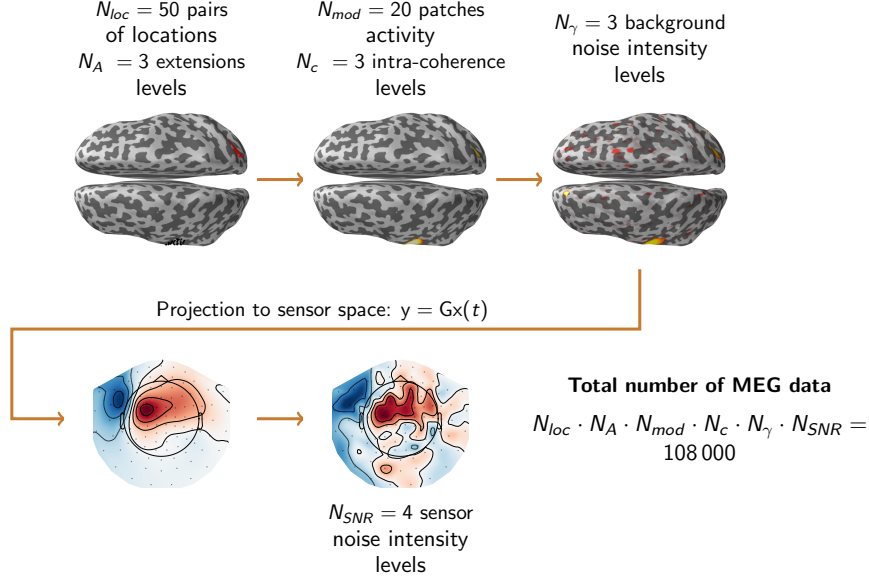 N_loc = 50 pairs
of locations
N_A = 3 extensions
levels
N_mod = 20 patches
activity
N_c = 3 intra-coherence
levels
N_γ = 3 background
noise intensity
levels
Projection to sensor space: y = Gx(t)
N_SNR = 4 sensor
noise intensity
levels
Total number of MEG data
N_loc · N_A · N_mod · N_c · N_γ · N_SNR =
108 000